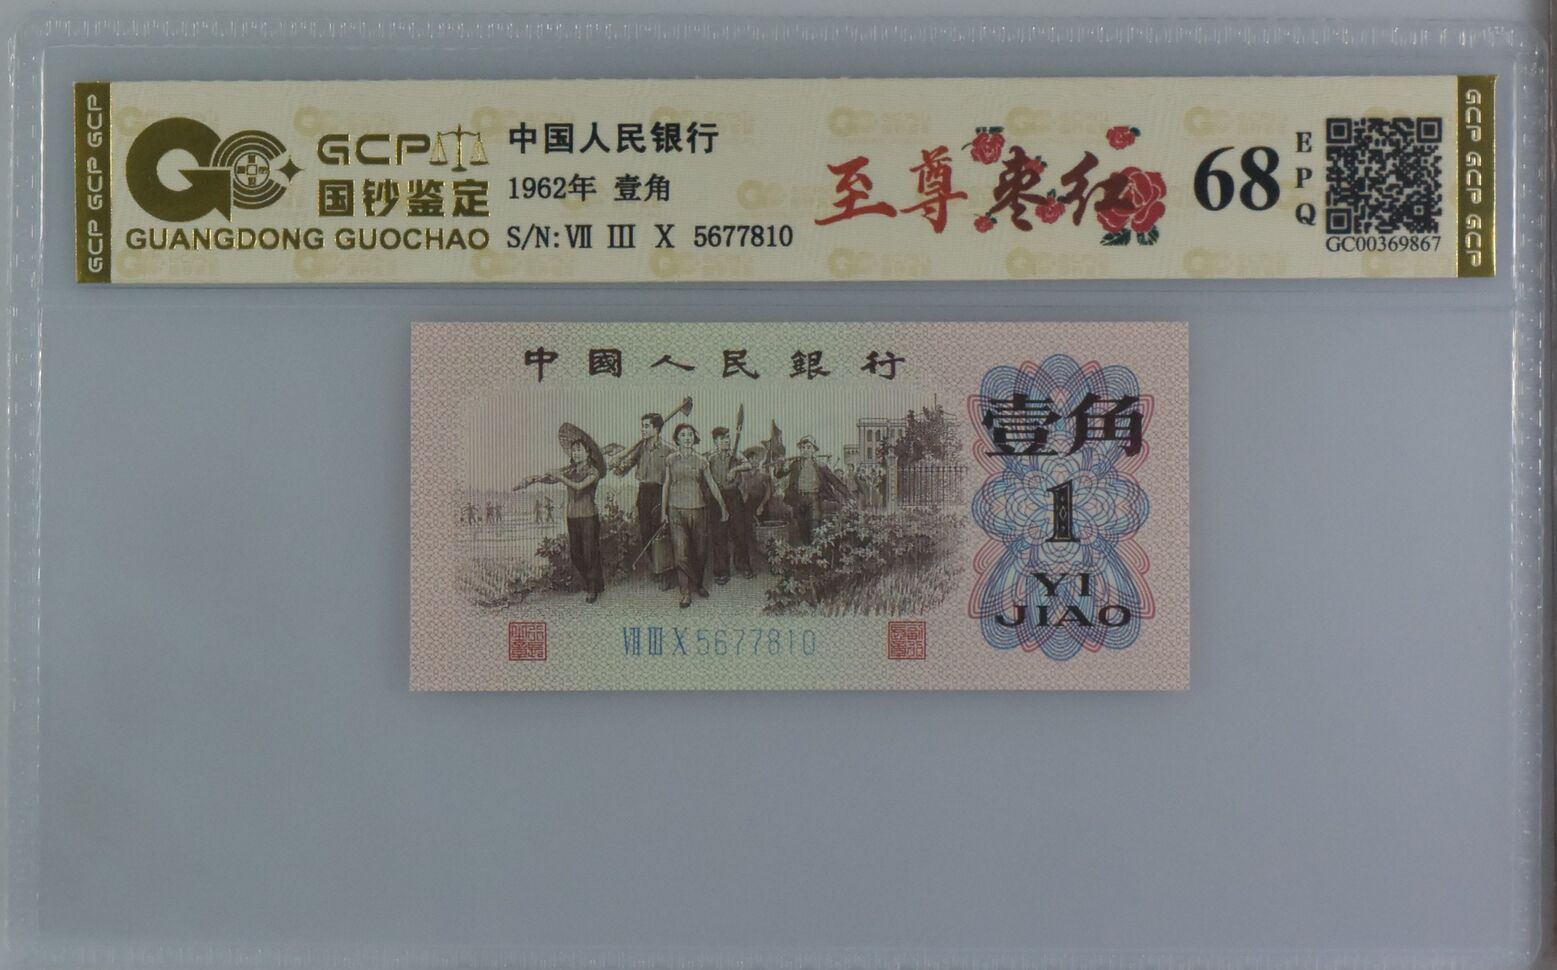 GCP GCP GCP
GCP
国钞鉴定
GUANGDONG GUOCHAO
中国人民银行
1962年 壹角
S/N: Ⅶ Ⅲ Ⅹ 5677810
至尊枣红
68
EPQ
GC00369867
GCP GCP GCP
中國人民銀行
壹角
1
YI
JIAO
Ⅶ Ⅲ Ⅹ 5677810